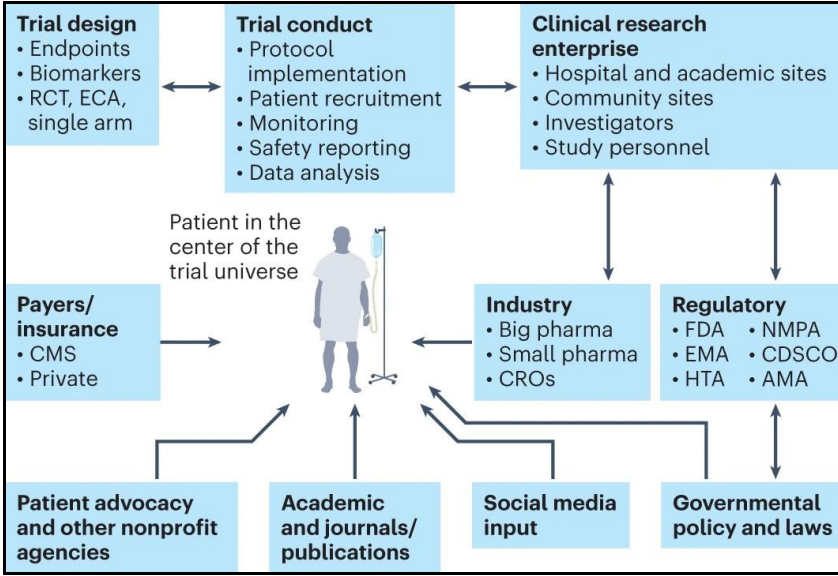 Trial design
• Endpoints
• Biomarkers
• RCT, ECA,
single arm
Trial conduct
• Protocol
implementation
• Patient recruitment
• Monitoring
• Safety reporting
• Data analysis
Clinical research
enterprise
• Hospital and academic sites
• Community sites
• Investigators
• Study personnel
Patient in the
center of the
trial universe
Payers/
insurance
• CMS
• Private
Industry
• Big pharma
• Small pharma
• CROs
Regulatory
• FDA • NMPA
• EMA • CDSCO
• HTA • AMA
Patient advocacy
and other nonprofit
agencies
Academic
and journals/
publications
Social media
input
Governmental
policy and laws